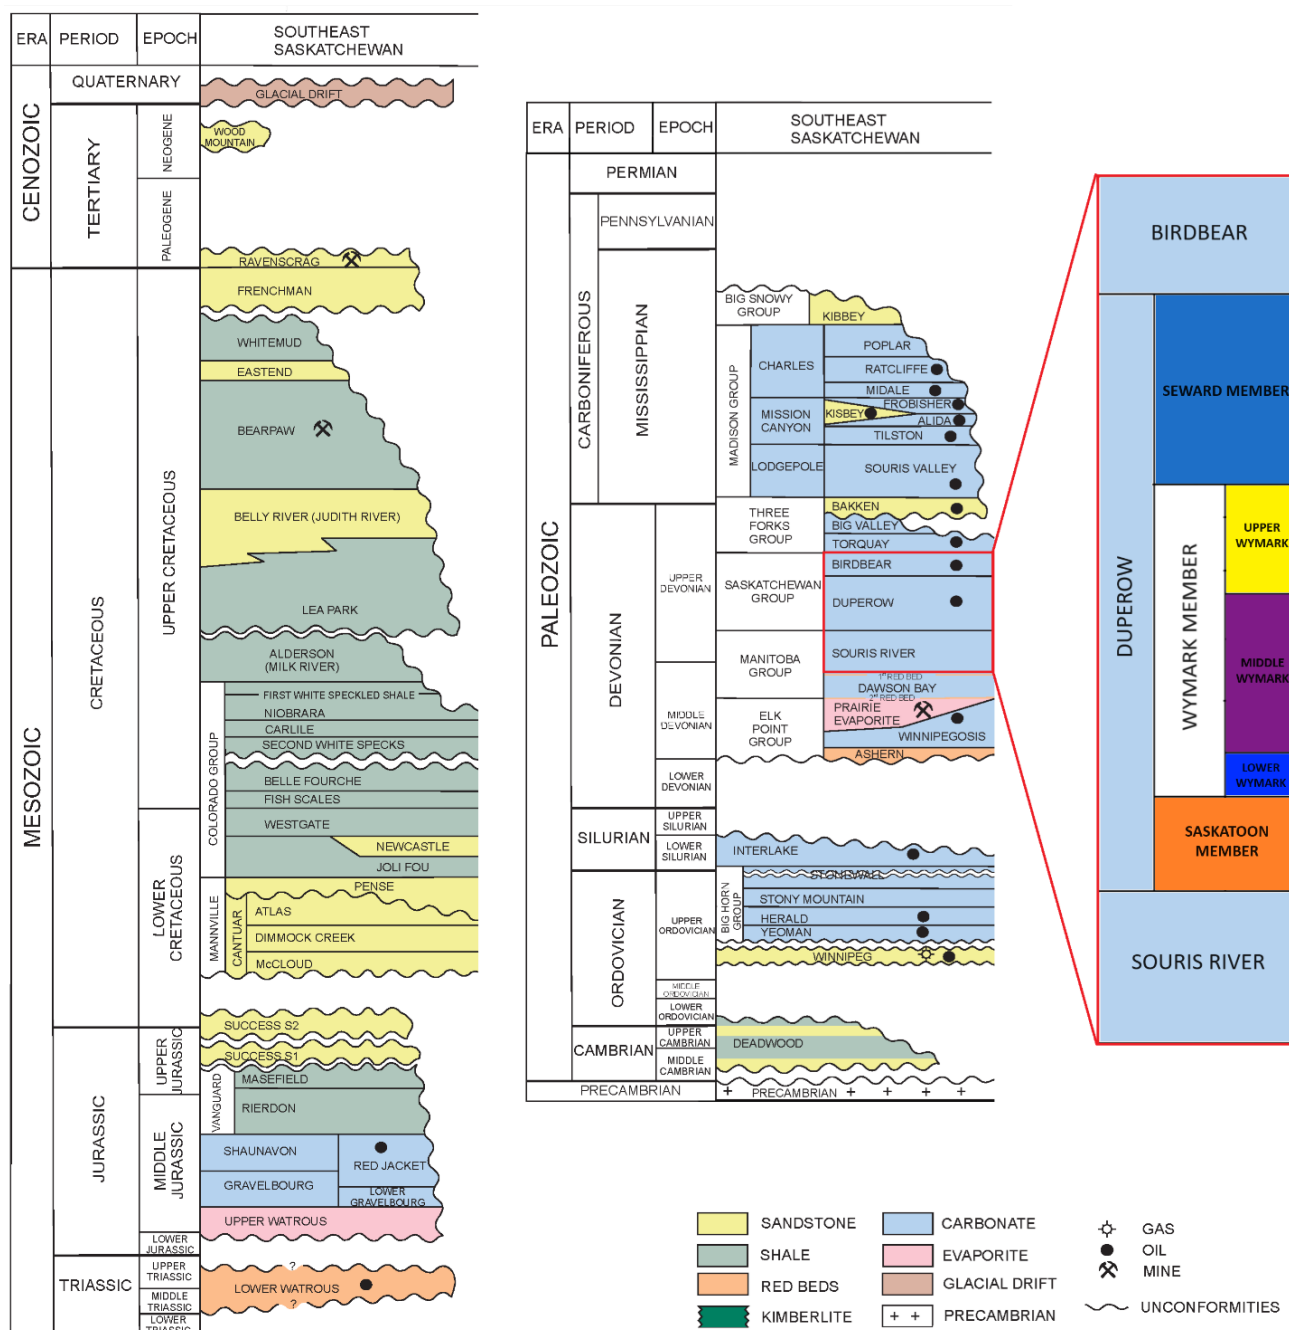 ERA PERIOD EPOCH SOUTHEAST
SASKATCHEWAN
CENOZOIC
QUATERNARY
TERTIARY
NEOGENE
PALEOGENE
GLACIAL DRIFT
WOOD
MOUNTAIN
RAVENSCRAG
MESOZOIC
CRETACEOUS
UPPER CRETACEOUS
FRENCHMAN
WHITEMUD
EASTEND
BEARPAW
BELLY RIVER (JUDITH RIVER)
LEA PARK
ALDERSON
(MILK RIVER)
COLORADO GROUP
FIRST WHITE SPECKLED SHALE
NIOBRARA
CARLILE
SECOND WHITE SPECKS
BELLE FOURCHE
FISH SCALES
LOWER
CRETACEOUS
WESTGATE
NEWCASTLE
JOLI FOU
MANNVILLE
PENSE
CANTUAR
ATLAS
DIMMOCK CREEK
McCLOUD
SUCCESS S2
JURASSIC
UPPER
JURASSIC
SUCCESS S1
VANGUARD
MASEFIELD
RIERDON
MIDDLE
JURASSIC
SHAUNAVON
RED JACKET
GRAVELBOURG
LOWER
GRAVELBOURG
UPPER WATROUS
LOWER
JURASSIC
TRIASSIC
UPPER
TRIASSIC
MIDDLE
TRIASSIC
LOWER
TRIASSIC
?
LOWER WATROUS
?
ERA PERIOD EPOCH SOUTHEAST
SASKATCHEWAN
PALEOZOIC
PERMIAN
CARBONIFEROUS
PENNSYLVANIAN
MISSISSIPPIAN
BIG SNOWY
GROUP
KIBBEY
MADISON GROUP
CHARLES
POPLAR
RATCLIFFE
MIDALE
MISSION
CANYON
FROBISHER
KISBEY
ALIDA
TILSTON
LODGEPOLE
SOURIS VALLEY
DEVONIAN
UPPER
DEVONIAN
THREE
FORKS
GROUP
BAKKEN
BIG VALLEY
TORQUAY
SASKATCHEWAN
GROUP
BIRDBEAR
DUPEROW
MANITOBA
GROUP
SOURIS RIVER
1st RED BED
DAWSON BAY
2nd RED BED
MIDDLE
DEVONIAN
ELK
POINT
GROUP
PRAIRIE
EVAPORITE
WINNIPEGOSIS
ASHERN
LOWER
DEVONIAN
SILURIAN
UPPER
SILURIAN
LOWER
SILURIAN
INTERLAKE
ORDOVICIAN
UPPER
ORDOVICIAN
BIG HORN
GROUP
STONEWALL
STONY MOUNTAIN
HERALD
YEOMAN
WINNIPEG
MIDDLE
ORDOVICIAN
LOWER
ORDOVICIAN
CAMBRIAN
UPPER
CAMBRIAN
MIDDLE
CAMBRIAN
DEADWOOD
PRECAMBRIAN
PRECAMBRIAN
BIRDBEAR
DUPEROW
SEWARD MEMBER
WYMARK MEMBER
UPPER
WYMARK
MIDDLE
WYMARK
LOWER
WYMARK
SASKATOON
MEMBER
SOURIS RIVER
SANDSTONE
SHALE
RED BEDS
KIMBERLITE
CARBONATE
EVAPORITE
GLACIAL DRIFT
PRECAMBRIAN
GAS
OIL
MINE
UNCONFORMITIES